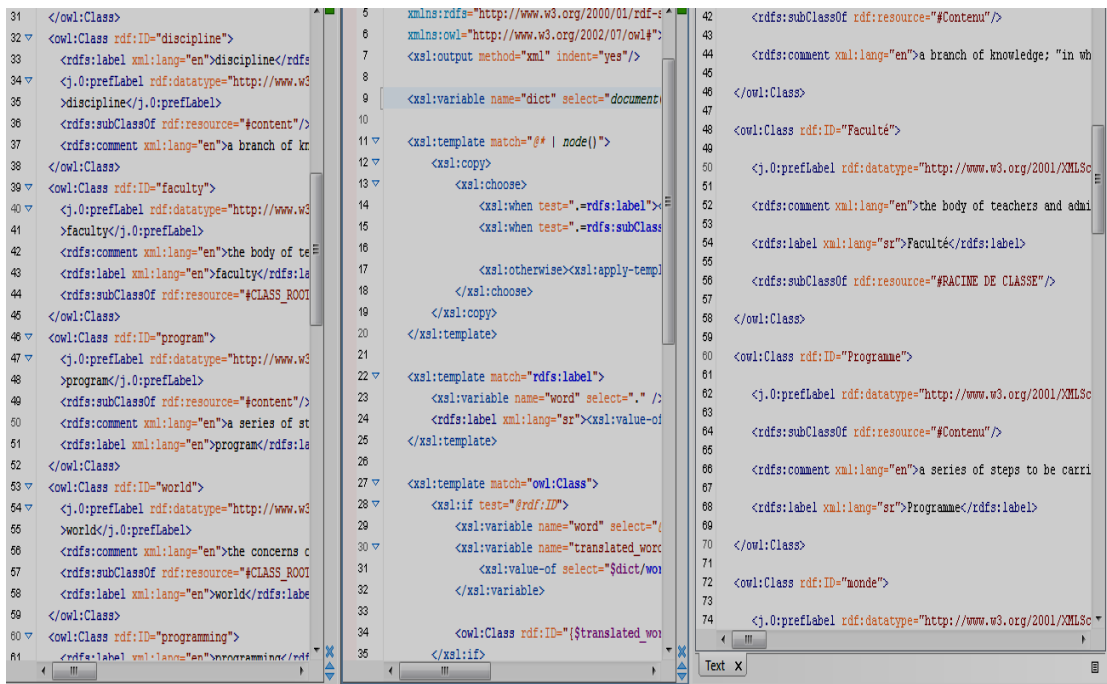 31 </owl:Class>
32 <owl:Class rdf:ID="discipline">
33 <rdfs:label xml:lang="en">discipline</rdfs
34 <j.0:prefLabel rdf:datatype="http://www.w3
35 >discipline</j.0:prefLabel>
36 <rdfs:subClassOf rdf:resource="#content"/>
37 <rdfs:comment xml:lang="en">a branch of kn
38 </owl:Class>
39 <owl:Class rdf:ID="faculty">
40 <j.0:prefLabel rdf:datatype="http://www.w3
41 >faculty</j.0:prefLabel>
42 <rdfs:comment xml:lang="en">the body of te
43 <rdfs:label xml:lang="en">faculty</rdfs:la
44 <rdfs:subClassOf rdf:resource="#CLASS_ROOT
45 </owl:Class>
46 <owl:Class rdf:ID="program">
47 <j.0:prefLabel rdf:datatype="http://www.w3
48 >program</j.0:prefLabel>
49 <rdfs:subClassOf rdf:resource="#content"/>
50 <rdfs:comment xml:lang="en">a series of st
51 <rdfs:label xml:lang="en">program</rdfs:la
52 </owl:Class>
53 <owl:Class rdf:ID="world">
54 <j.0:prefLabel rdf:datatype="http://www.w3
55 >world</j.0:prefLabel>
56 <rdfs:comment xml:lang="en">the concerns o
57 <rdfs:subClassOf rdf:resource="#CLASS_ROOT
58 <rdfs:label xml:lang="en">world</rdfs:labe
59 </owl:Class>
60 <owl:Class rdf:ID="programming">
61 <rdfs:label xml:lang="en">programming</rdf
5 xmlns:rdfs="http://www.w3.org/2000/01/rdf-s
6 xmlns:owl="http://www.w3.org/2002/07/owl#">
7 <xsl:output method="xml" indent="yes"/>
8
9 <xsl:variable name="dict" select="document(
10
11 <xsl:template match="@* | node()">
12 <xsl:copy>
13 <xsl:choose>
14 <xsl:when test=".=rdfs:label"><
15 <xsl:when test=".=rdfs:subClass
16
17 <xsl:otherwise><xsl:apply-templ
18 </xsl:choose>
19 </xsl:copy>
20 </xsl:template>
21
22 <xsl:template match="rdfs:label">
23 <xsl:variable name="word" select="." />
24 <rdfs:label xml:lang="sr"><xsl:value-of
25 </xsl:template>
26
27 <xsl:template match="owl:Class">
28 <xsl:if test="@rdf:ID">
29 <xsl:variable name="word" select="@
30 <xsl:variable name="translated_word
31 <xsl:value-of select="$dict/wor
32 </xsl:variable>
33
34 <owl:Class rdf:ID="{$translated_wor
35 </xsl:if>
42 <rdfs:subClassOf rdf:resource="#Contenu"/>
43
44 <rdfs:comment xml:lang="en">a branch of knowledge; "in wh
45
46 </owl:Class>
47
48 <owl:Class rdf:ID="Faculté">
49
50 <j.0:prefLabel rdf:datatype="http://www.w3.org/2001/XMLSc
51
52 <rdfs:comment xml:lang="en">the body of teachers and admi
53
54 <rdfs:label xml:lang="sr">Faculté</rdfs:label>
55
56 <rdfs:subClassOf rdf:resource="#RACINE DE CLASSE"/>
57
58 </owl:Class>
59
60 <owl:Class rdf:ID="Programme">
61
62 <j.0:prefLabel rdf:datatype="http://www.w3.org/2001/XMLSc
63
64 <rdfs:subClassOf rdf:resource="#Contenu"/>
65
66 <rdfs:comment xml:lang="en">a series of steps to be carri
67
68 <rdfs:label xml:lang="sr">Programme</rdfs:label>
69
70 </owl:Class>
71
72 <owl:Class rdf:ID="monde">
73
74 <j.0:prefLabel rdf:datatype="http://www.w3.org/2001/XMLSc
Text X